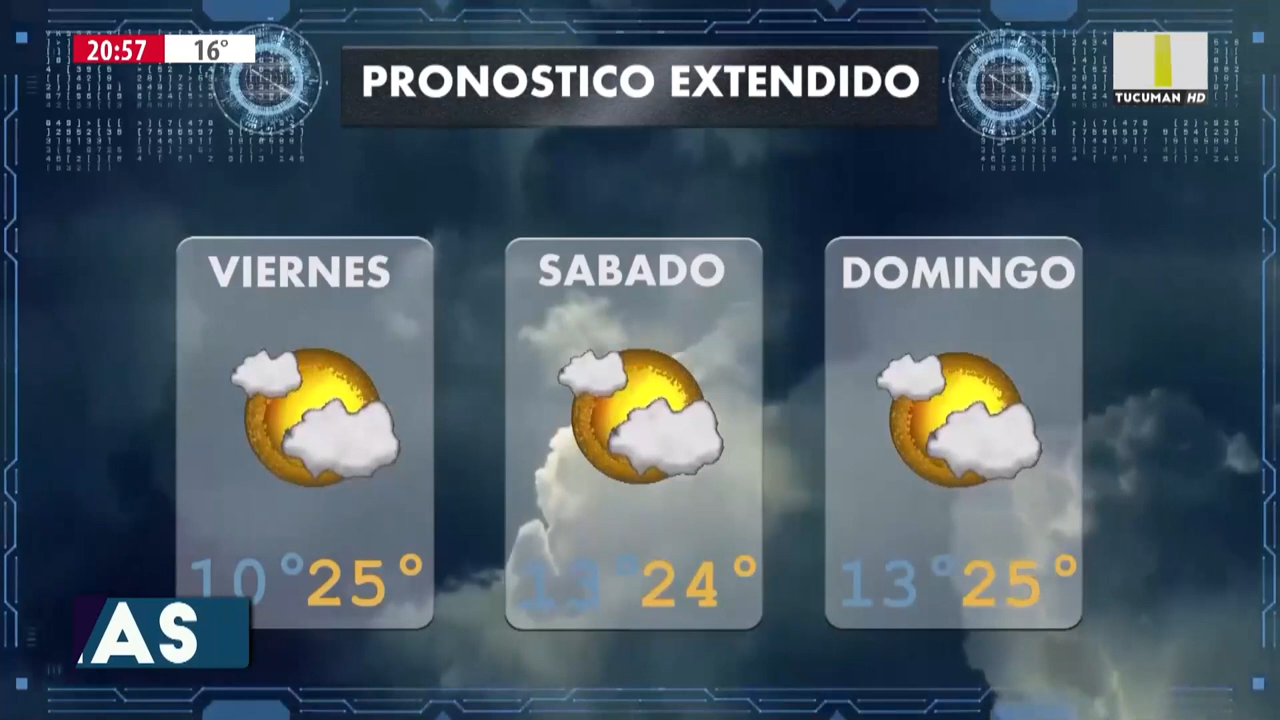 20:57 16°
PRONOSTICO EXTENDIDO
TUCUMAN HD
VIERNES
SABADO
DOMINGO
10° 25°
13° 24°
13° 25°
AS